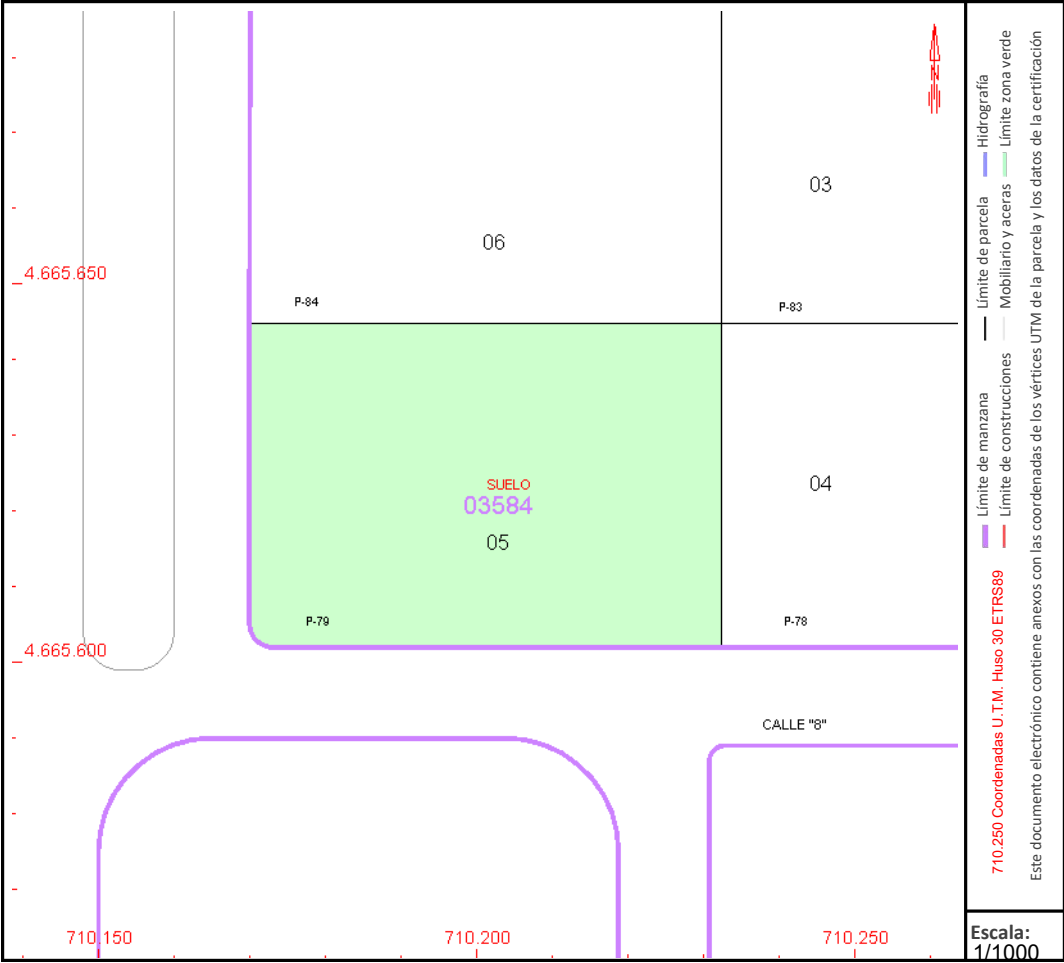 N
03
06
4.665.650
P-84
P-83
SUELO
03584
04
05
P-79
P-78
4.665.600
CALLE "8"
710.150
710.200
710.250
Límite de manzana
Límite de parcela
Hidrografía
Límite de construcciones
Mobiliario y aceras
Límite zona verde
710.250 Coordenadas U.T.M. Huso 30 ETRS89
Este documento electrónico contiene anexos con las coordenadas de los vértices UTM de la parcela y los datos de la certificación
Escala:
1/1000